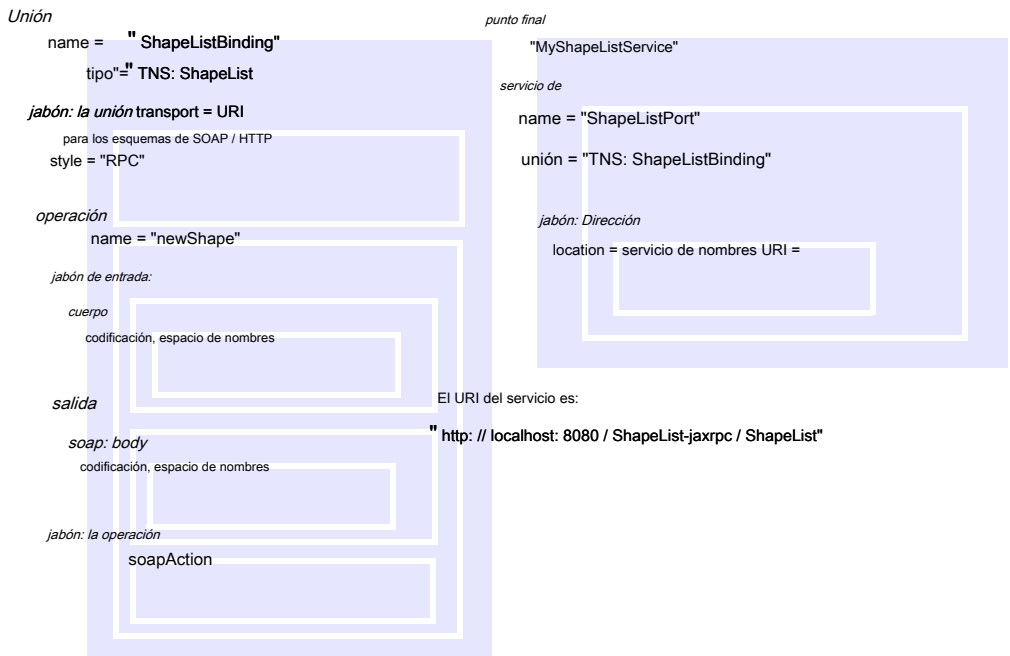 Unión
name = " ShapeListBinding"
tipo"=" TNS: ShapeList
jabón: la unión transport = URI
para los esquemas de SOAP / HTTP
style = "RPC"
operación
name = "newShape"
jabón de entrada:
cuerpo
codificación, espacio de nombres
salida
soap: body
codificación, espacio de nombres
jabón: la operación
soapAction
punto final
"MyShapeListService"
servicio de
name = "ShapeListPort"
unión = "TNS: ShapeListBinding"
jabón: Dirección
location = servicio de nombres URI =
El URI del servicio es:
" http: // localhost: 8080 / ShapeList-jaxrpc / ShapeList"